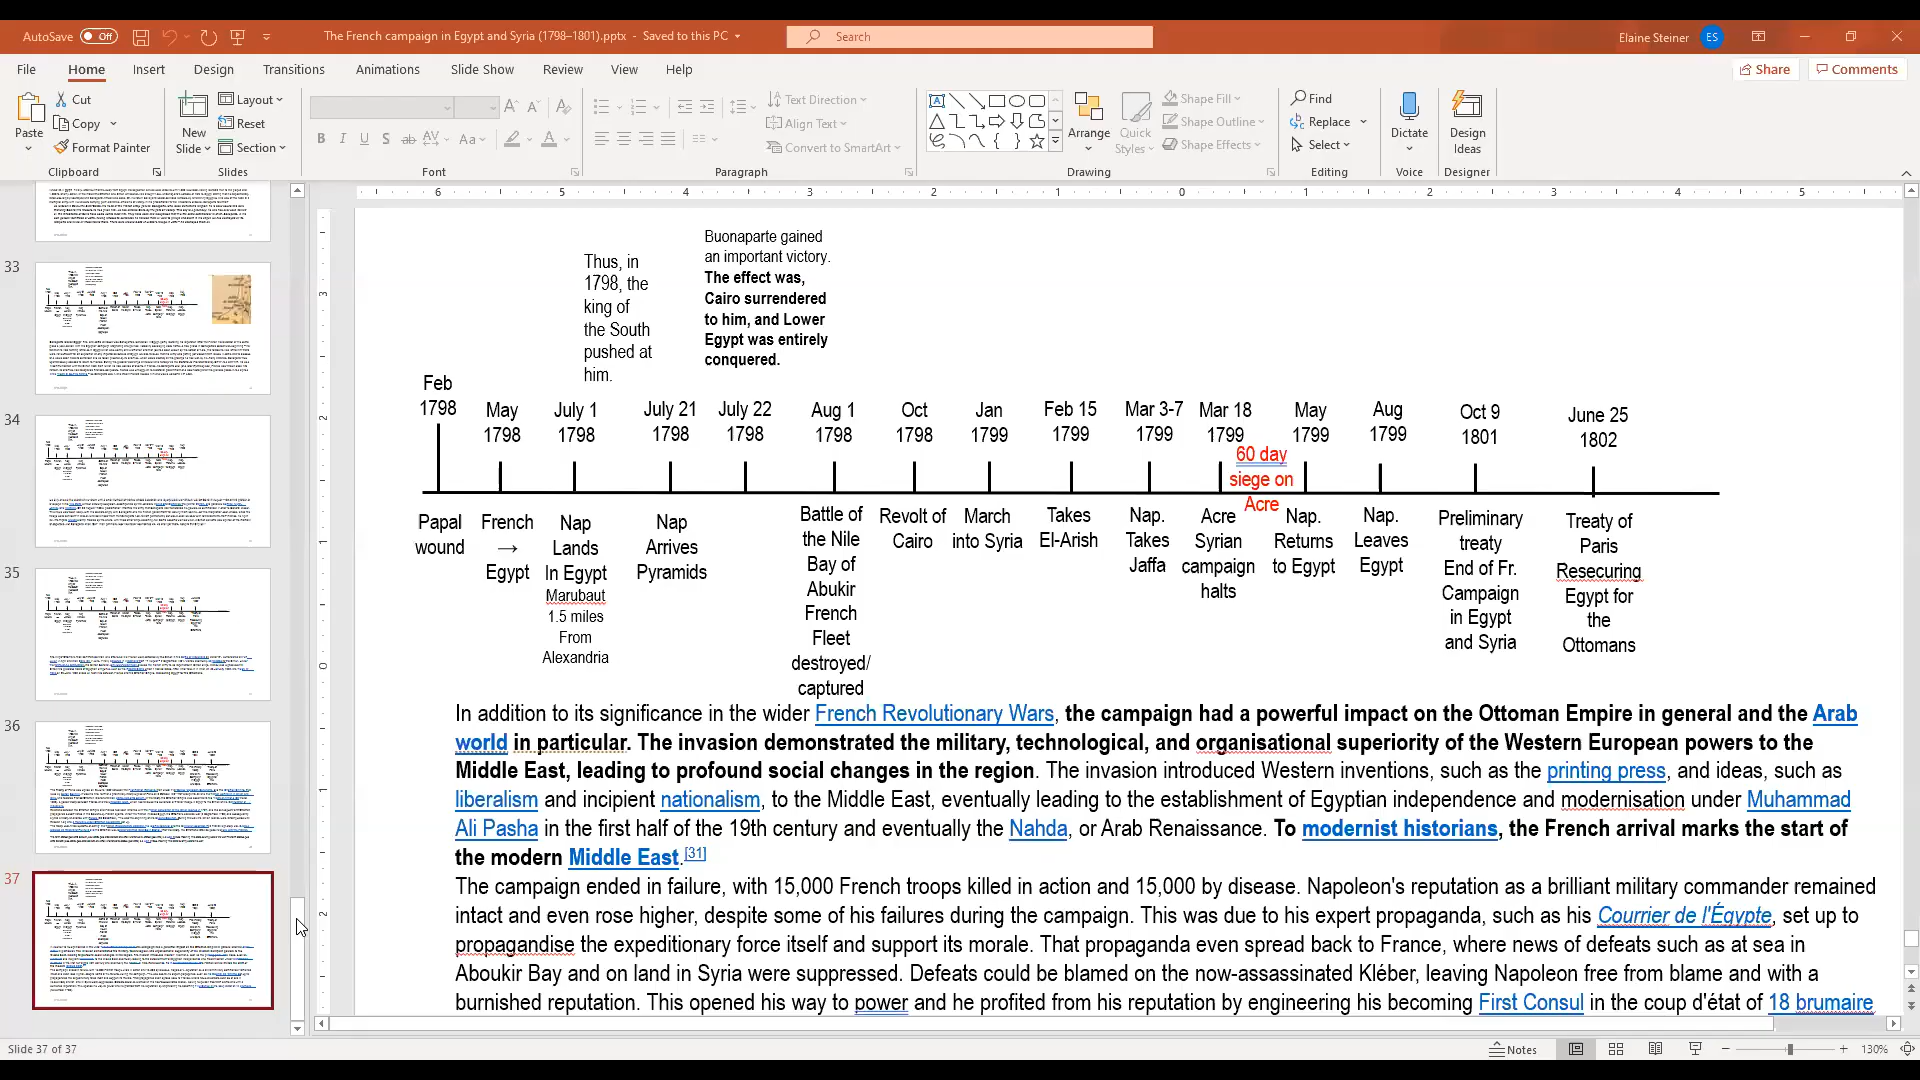 AutoSave Off
The French campaign in Egypt and Syria (1798–1801).pptx - Saved to this PC
Search
Elaine Steiner ES
File Home Insert Design Transitions Animations Slide Show Review View Help
Share Comments
Paste
Cut
Copy
Format Painter
Clipboard
New Slide
Layout
Reset
Section
Slides
Font
Text Direction
Align Text
Convert to SmartArt
Paragraph
Arrange
Quick Styles
Shape Fill
Shape Outline
Shape Effects
Drawing
Find
Replace
Select
Editing
Dictate
Voice
Design Ideas
Designer
6 5 4 3 2 1 0 1 2 3 4 5
33
34
35
36
37
3
2
1
0
1
2
Thus, in
1798, the
king of
the South
pushed at
him.
Buonaparte gained
an important victory.
The effect was,
Cairo surrendered
to him, and Lower
Egypt was entirely
conquered.
Feb
1798
May
1798
July 1
1798
July 21
1798
July 22
1798
Aug 1
1798
Oct
1798
Jan
1799
Feb 15
1799
Mar 3-7
1799
Mar 18
1799
60 day
siege on
Acre
May
1799
Aug
1799
Oct 9
1801
June 25
1802
Papal
wound
French
→
Egypt
Nap
Lands
In Egypt
Marubaut
1.5 miles
From
Alexandria
Nap
Arrives
Pyramids
Battle of
the Nile
Bay of
Abukir
French
Fleet
destroyed/
captured
Revolt of
Cairo
March
into Syria
Takes
El-Arish
Nap.
Takes
Jaffa
Acre
Syrian
campaign
halts
Nap.
Returns
to Egypt
Nap.
Leaves
Egypt
Preliminary
treaty
End of Fr.
Campaign
in Egypt
and Syria
Treaty of
Paris
Resecuring
Egypt for
the
Ottomans
In addition to its significance in the wider French Revolutionary Wars, the campaign had a powerful impact on the Ottoman Empire in general and the Arab
world in particular. The invasion demonstrated the military, technological, and organisational superiority of the Western European powers to the
Middle East, leading to profound social changes in the region. The invasion introduced Western inventions, such as the printing press, and ideas, such as
liberalism and incipient nationalism, to the Middle East, eventually leading to the establishment of Egyptian independence and modernisation under Muhammad
Ali Pasha in the first half of the 19th century and eventually the Nahda, or Arab Renaissance. To modernist historians, the French arrival marks the start of
the modern Middle East.[31]
The campaign ended in failure, with 15,000 French troops killed in action and 15,000 by disease. Napoleon's reputation as a brilliant military commander remained
intact and even rose higher, despite some of his failures during the campaign. This was due to his expert propaganda, such as his Courrier de l'Égypte, set up to
propagandise the expeditionary force itself and support its morale. That propaganda even spread back to France, where news of defeats such as at sea in
Aboukir Bay and on land in Syria were suppressed. Defeats could be blamed on the now-assassinated Kléber, leaving Napoleon free from blame and with a
burnished reputation. This opened his way to power and he profited from his reputation by engineering his becoming First Consul in the coup d'état of 18 brumaire
Slide 37 of 37
Notes
130%